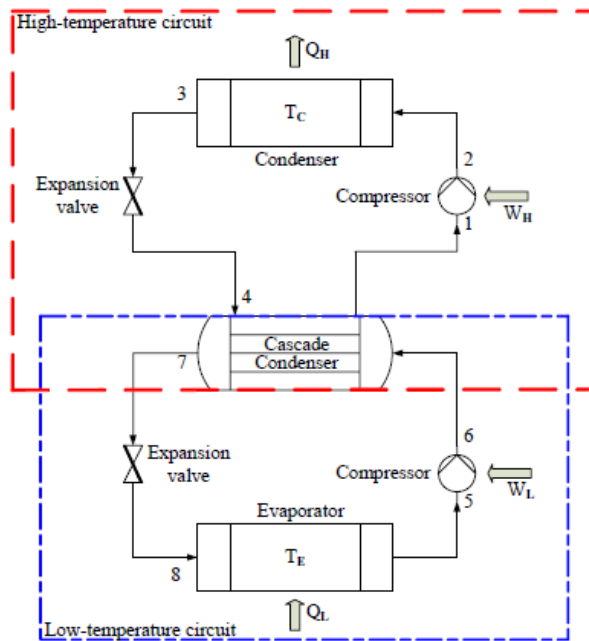 High-temperature circuit
Q_H
3
T_C
2
Condenser
Expansion
valve
Compressor
W_H
1
4
Cascade
Condenser
7
6
Expansion
valve
Compressor
W_L
5
Evaporator
T_E
8
Q_L
Low-temperature circuit